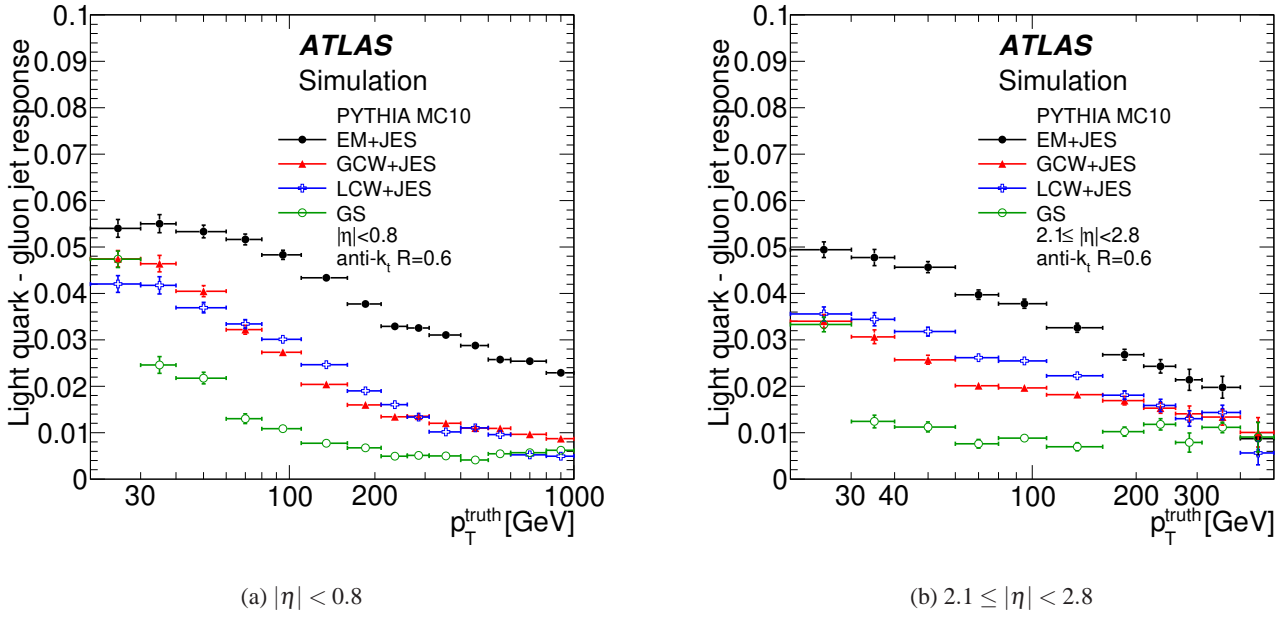 Light quark - gluon jet response
0.1
0.09
0.08
0.07
0.06
0.05
0.04
0.03
0.02
0.01
0
ATLAS
Simulation
PYTHIA MC10
EM+JES
GCW+JES
LCW+JES
GS
|η|<0.8
anti-k_t R=0.6
30 100 200 1000
p_T^truth [GeV]
(a) |η| < 0.8
Light quark - gluon jet response
0.1
0.09
0.08
0.07
0.06
0.05
0.04
0.03
0.02
0.01
0
ATLAS
Simulation
PYTHIA MC10
EM+JES
GCW+JES
LCW+JES
GS
2.1≤ |η|<2.8
anti-k_t R=0.6
30 40 100 200 300
p_T^truth [GeV]
(b) 2.1 ≤ |η| < 2.8